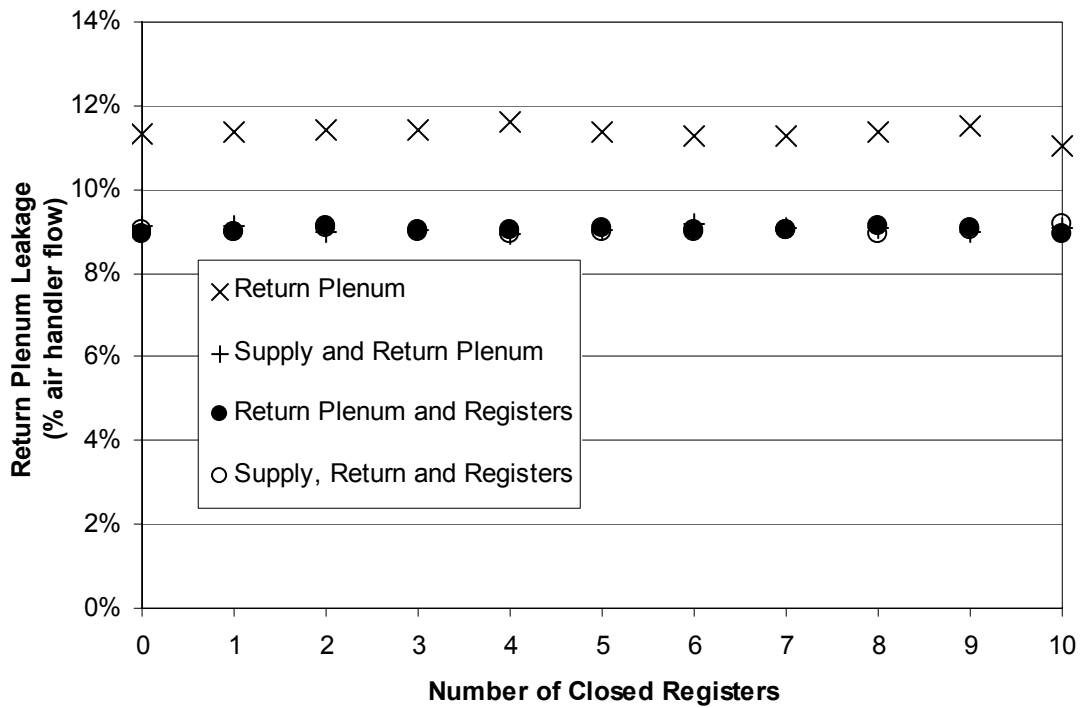 14%
12%
10%
8%
6%
4%
2%
0%
Return Plenum Leakage
(% air handler flow)
Return Plenum
Supply and Return Plenum
Return Plenum and Registers
Supply, Return and Registers
0 1 2 3 4 5 6 7 8 9 10
Number of Closed Registers